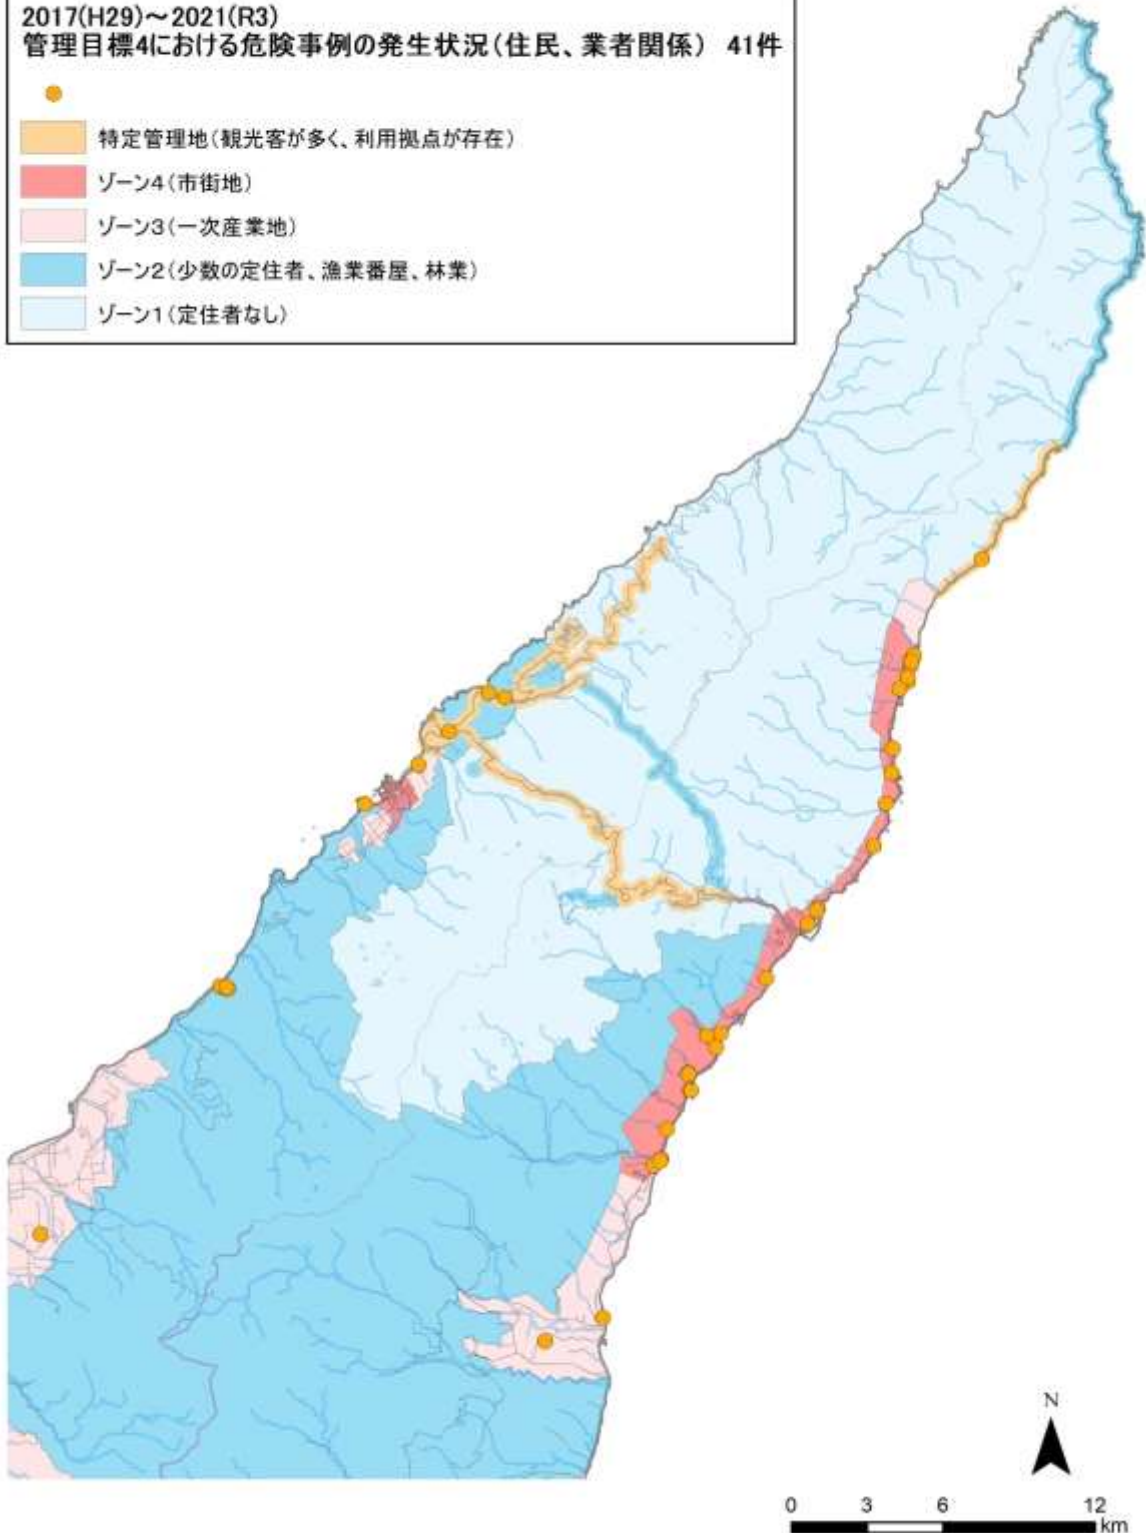 2017(H29)～2021(R3)
管理目標4における危険事例の発生状況(住民、業者関係) 41件
特定管理地(観光客が多く、利用拠点が存在)
ゾーン4(市街地)
ゾーン3(一次産業地)
ゾーン2(少数の定住者、漁業番屋、林業)
ゾーン1(定住者なし)
N
0 3 6 12
km